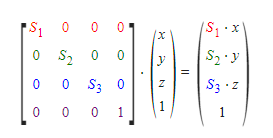 [S₁ 0 0 0] (x) (S₁ · x)
[0 S₂ 0 0] (y) (S₂ · y)
[0 0 S₃ 0] · (z) = (S₃ · z)
[0 0 0 1] (1) (1)